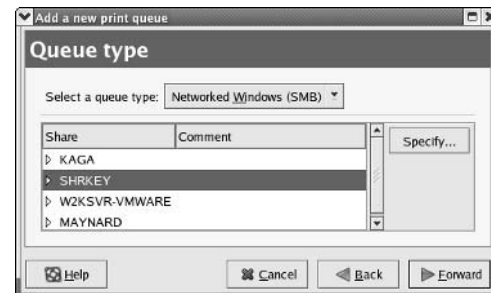 Add a new print queue
Queue type
Select a queue type: Networked Windows (SMB)
Share Comment
Specify...
KAGA
SHRKEY
W2KSVR-VMWARE
MAYNARD
Help Cancel Back Forward